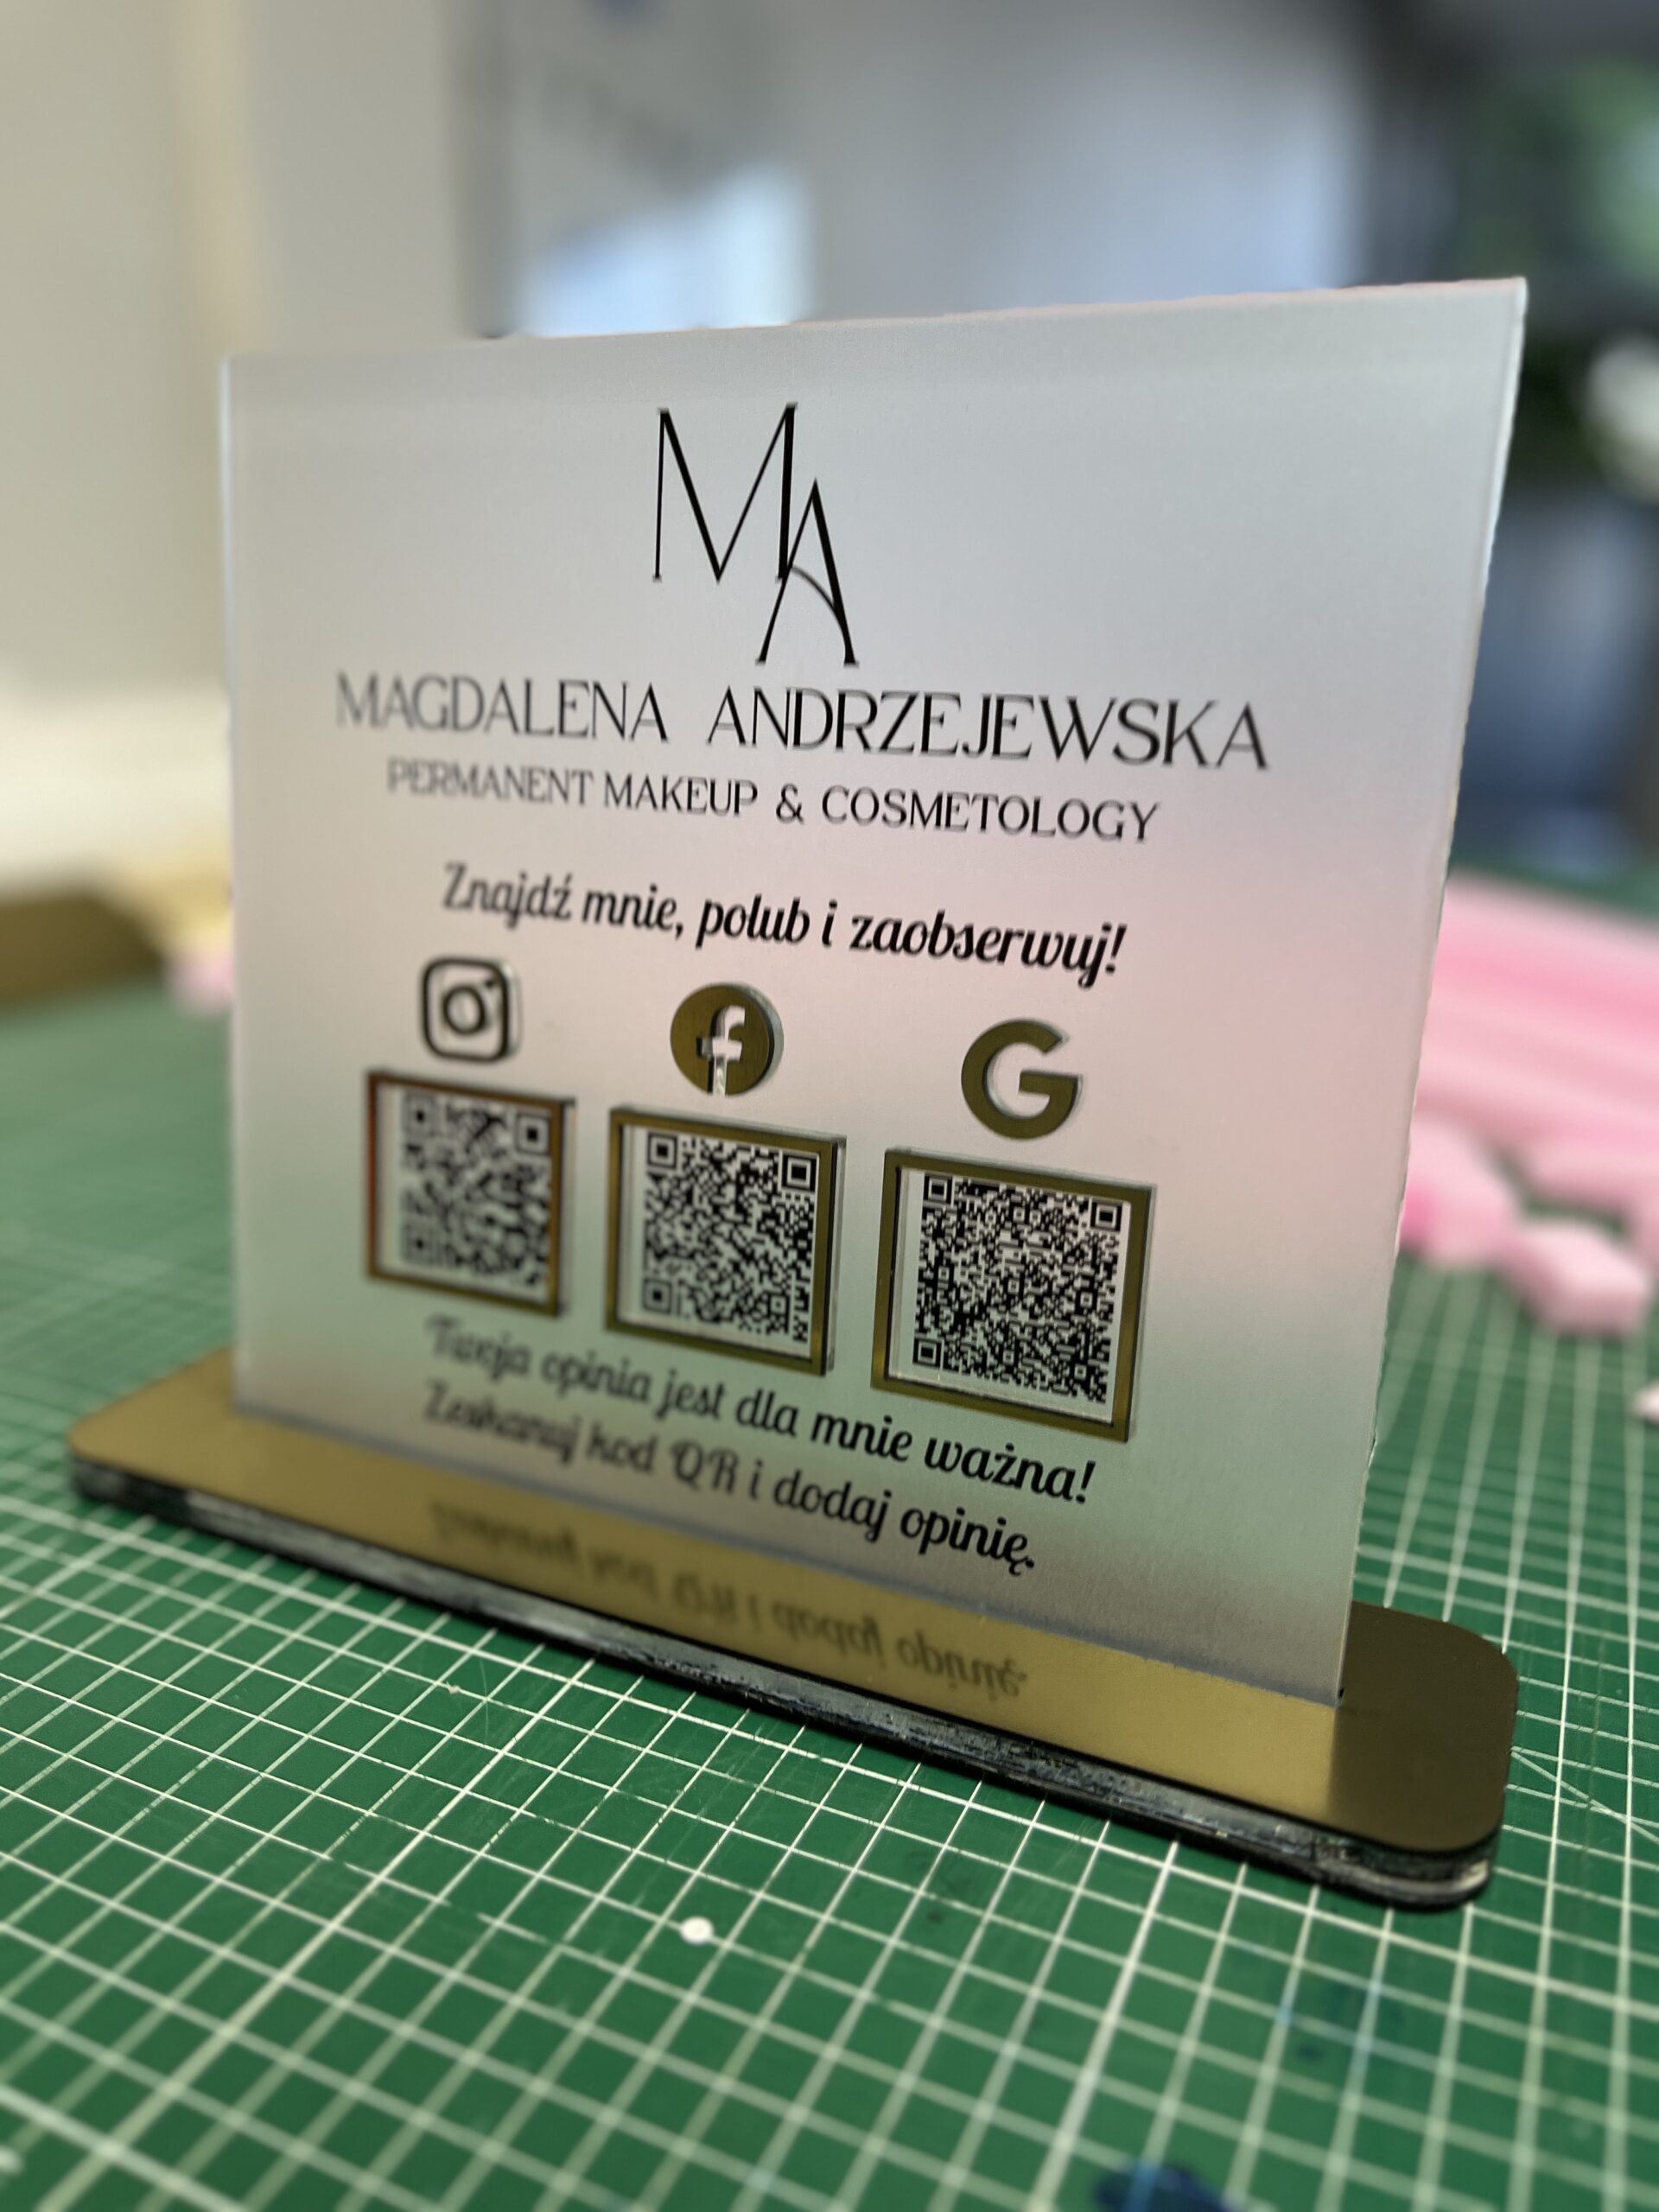 MA
MAGDALENA ANDRZEJEWSKA
PERMANENT MAKEUP & COSMETOLOGY
Znajdź mnie, polub i zaobserwuj!
Twoja opinia jest dla mnie ważna!
Zeskanuj kod QR i dodaj opinię.